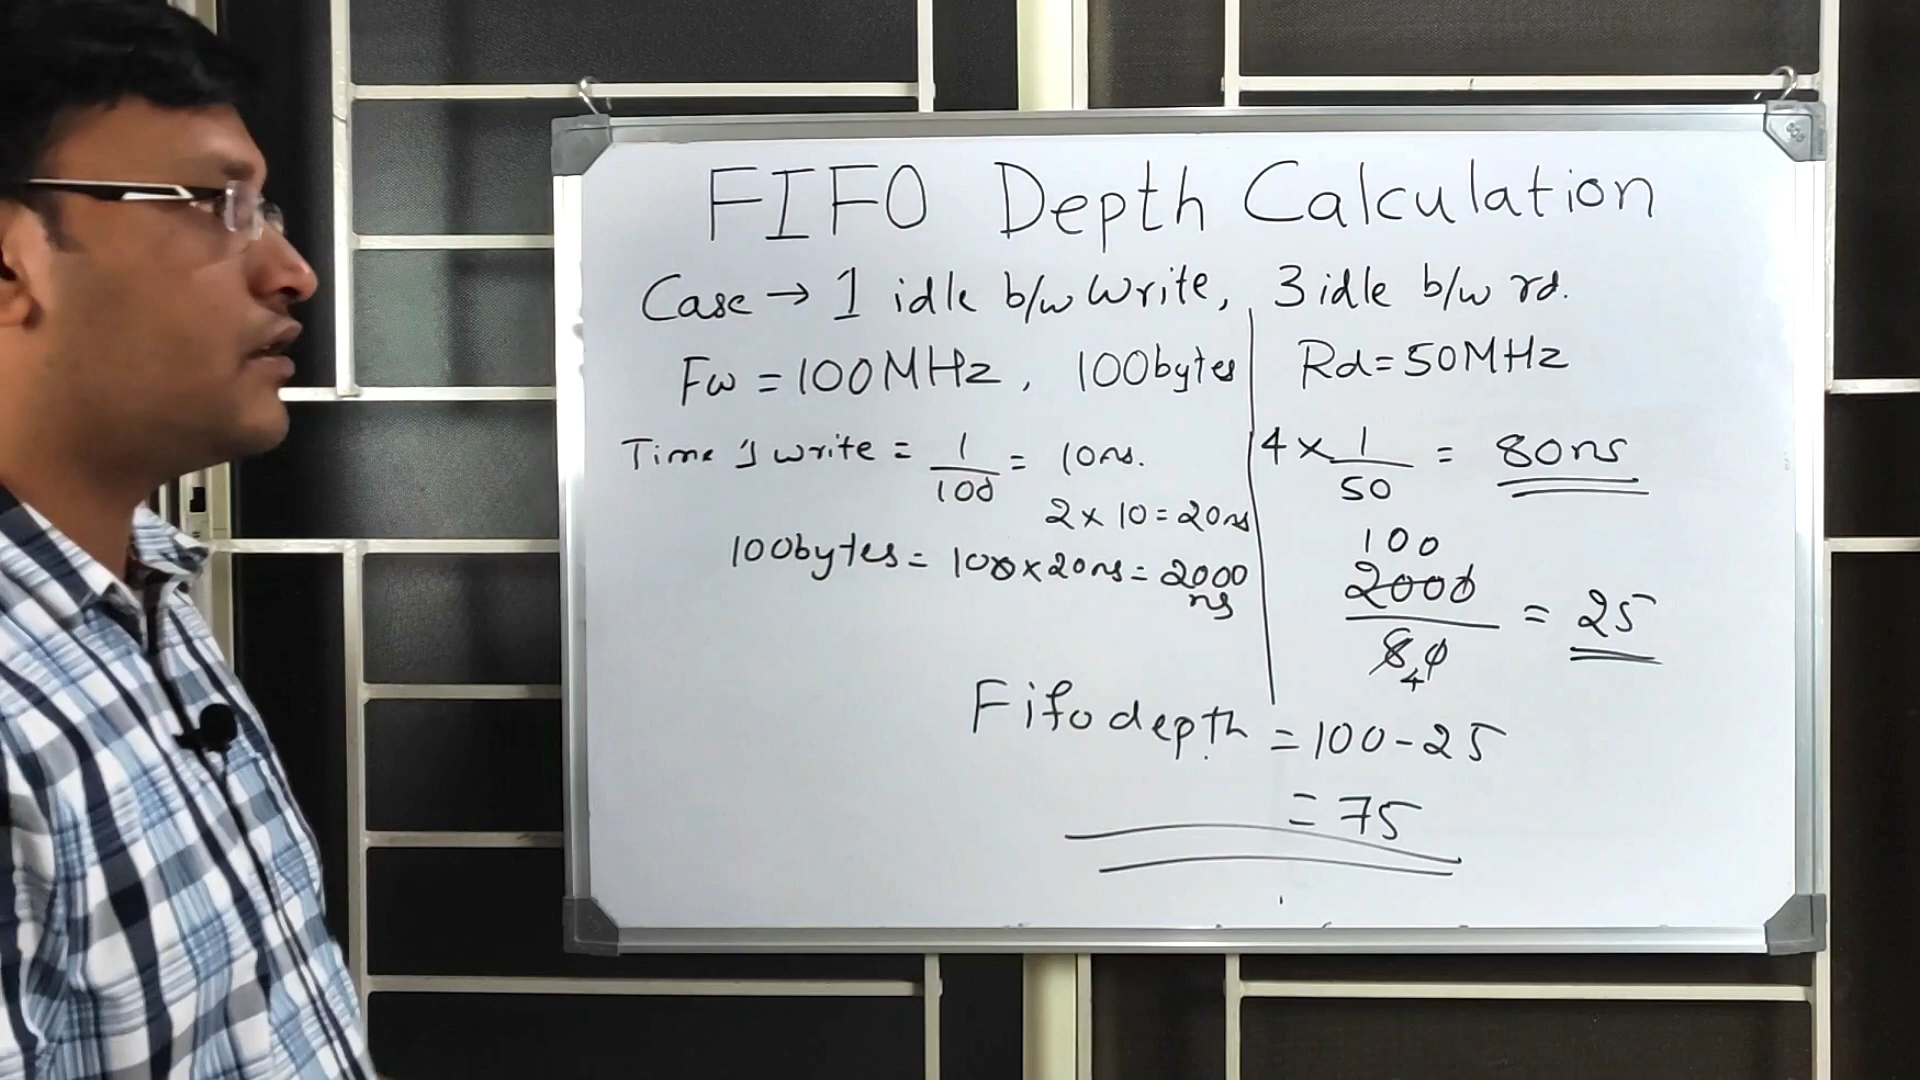 FIFO Depth Calculation
Case → 1 idle b/w Write, 3 idle b/w rd.
Fw = 100MHz, 100bytes
Time 1 write = 1/100 = 10ns.
2 x 10 = 20ns
100bytes = 100 x 20ns = 2000 ns
Rd = 50MHz
4 x 1/50 = 80ns
100
2000/80 = 25
4
Fifo depth = 100-25
= 75